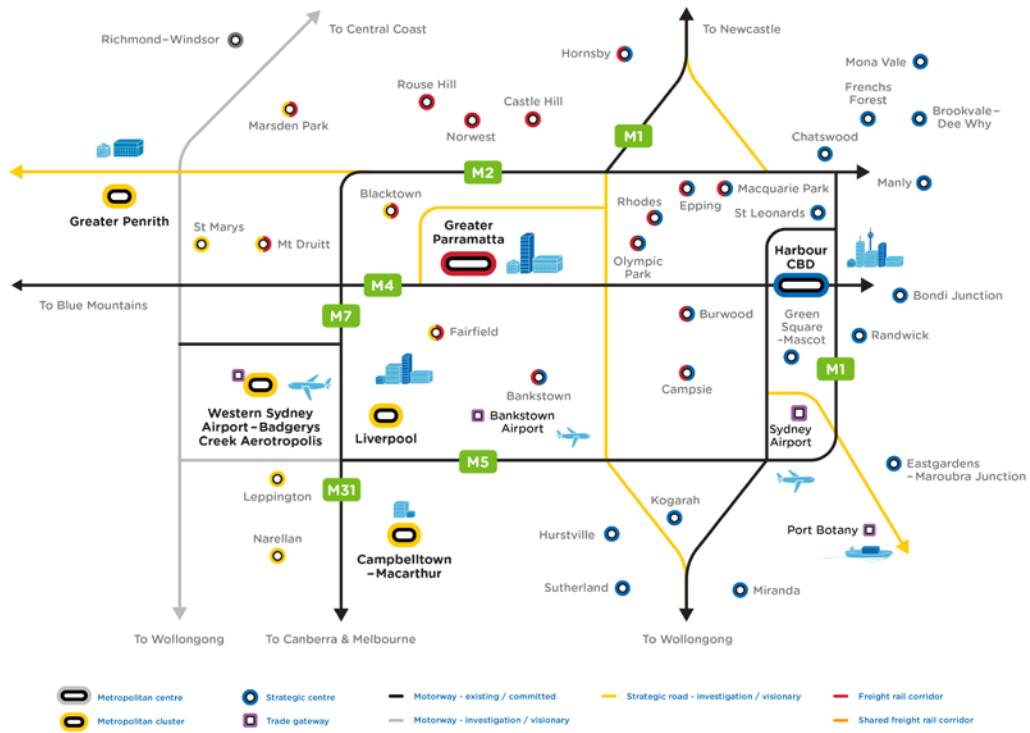 To Central Coast
To Newcastle
Richmond–Windsor
Hornsby
Mona Vale
Rouse Hill
Castle Hill
Frenchs
Forest
Marsden Park
Norwest
Brookvale–
Dee Why
M1
Chatswood
M2
Manly
Greater Penrith
Blacktown
Macquarie Park
Rhodes
Epping
St Leonards
St Marys
Mt Druitt
Greater
Parramatta
Olympic
Park
Harbour
CBD
To Blue Mountains
M4
Bondi Junction
M7
Burwood
Green
Square
–Mascot
Fairfield
Randwick
M1
Campsie
Bankstown
Western Sydney
Airport–Badgerys
Creek Aerotropolis
Liverpool
Bankstown
Airport
Sydney
Airport
M5
Eastgardens
–Maroubra Junction
Leppington
M31
Kogarah
Port Botany
Hurstville
Narellan
Campbelltown
–Macarthur
Sutherland
Miranda
To Wollongong
To Canberra & Melbourne
To Wollongong
Metropolitan centre
Strategic centre
Motorway - existing / committed
Strategic road - investigation / visionary
Freight rail corridor
Metropolitan cluster
Trade gateway
Motorway - investigation / visionary
Shared freight rail corridor